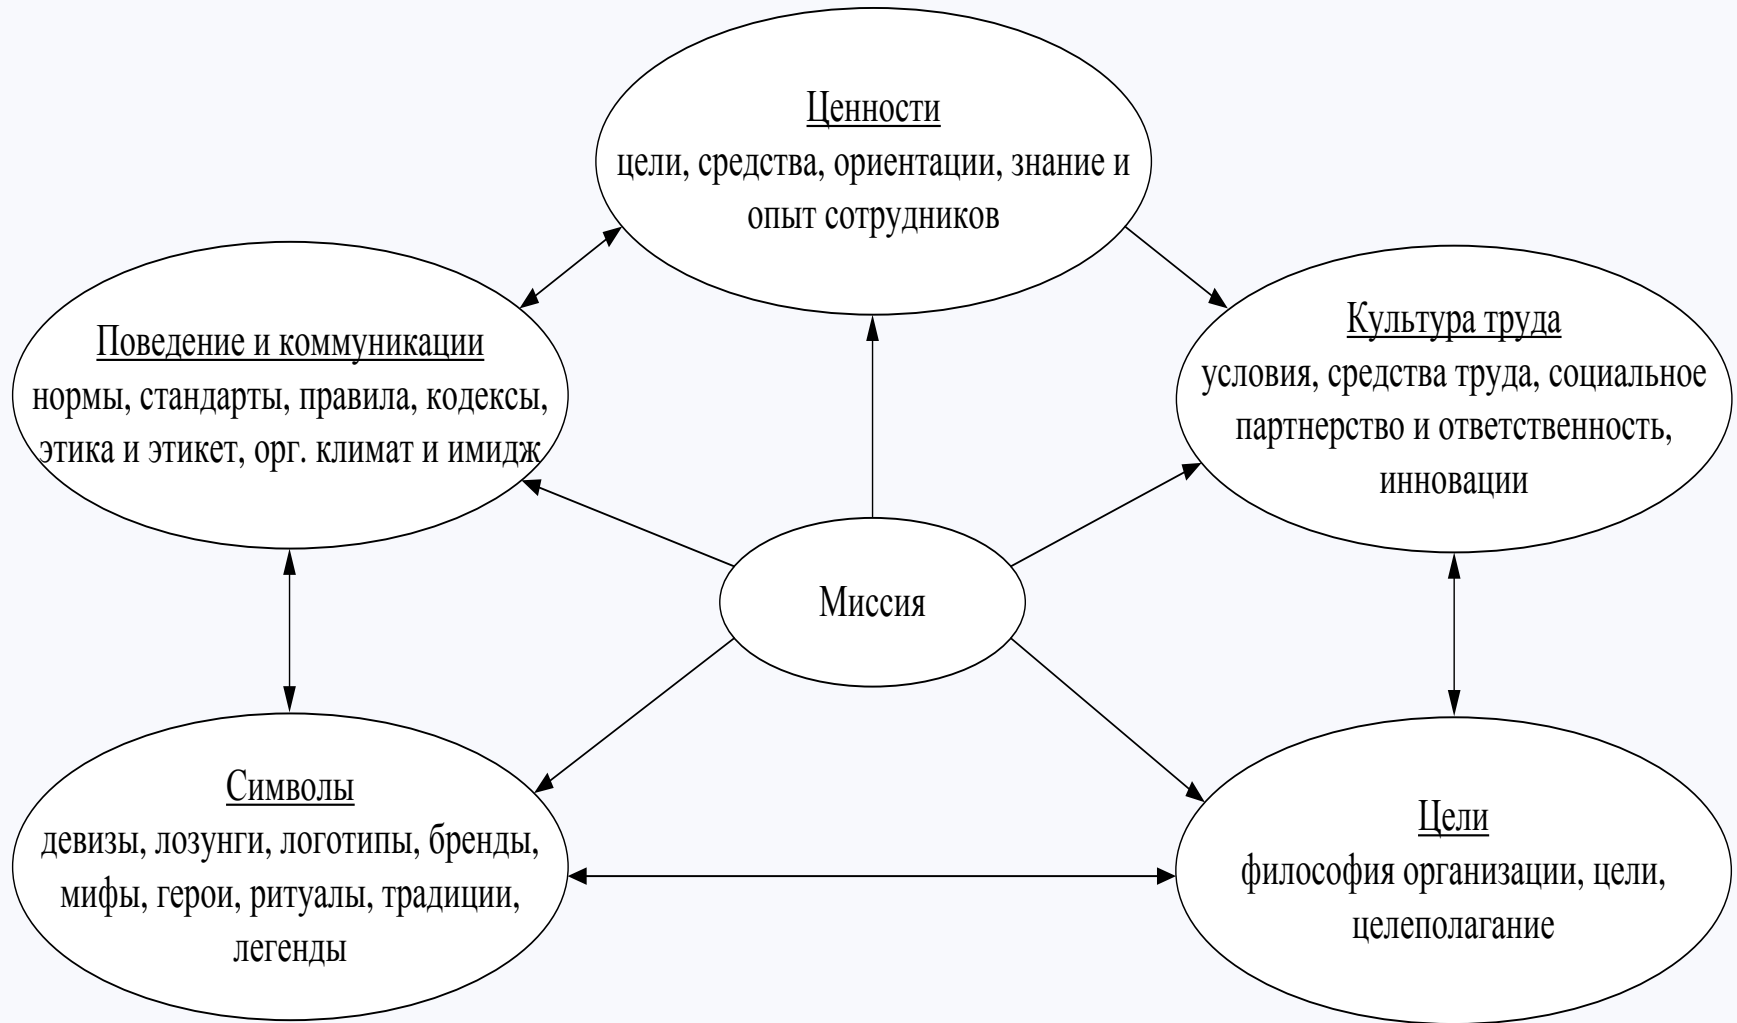 Ценности
цели, средства, ориентации, знание и
опыт сотрудников
Поведение и коммуникации
нормы, стандарты, правила, кодексы,
этика и этикет, орг. климат и имидж
Культура труда
условия, средства труда, социальное
партнерство и ответственность,
инновации
Миссия
Символы
девизы, лозунги, логотипы, бренды,
мифы, герои, ритуалы, традиции,
легенды
Цели
философия организации, цели,
целеполагание